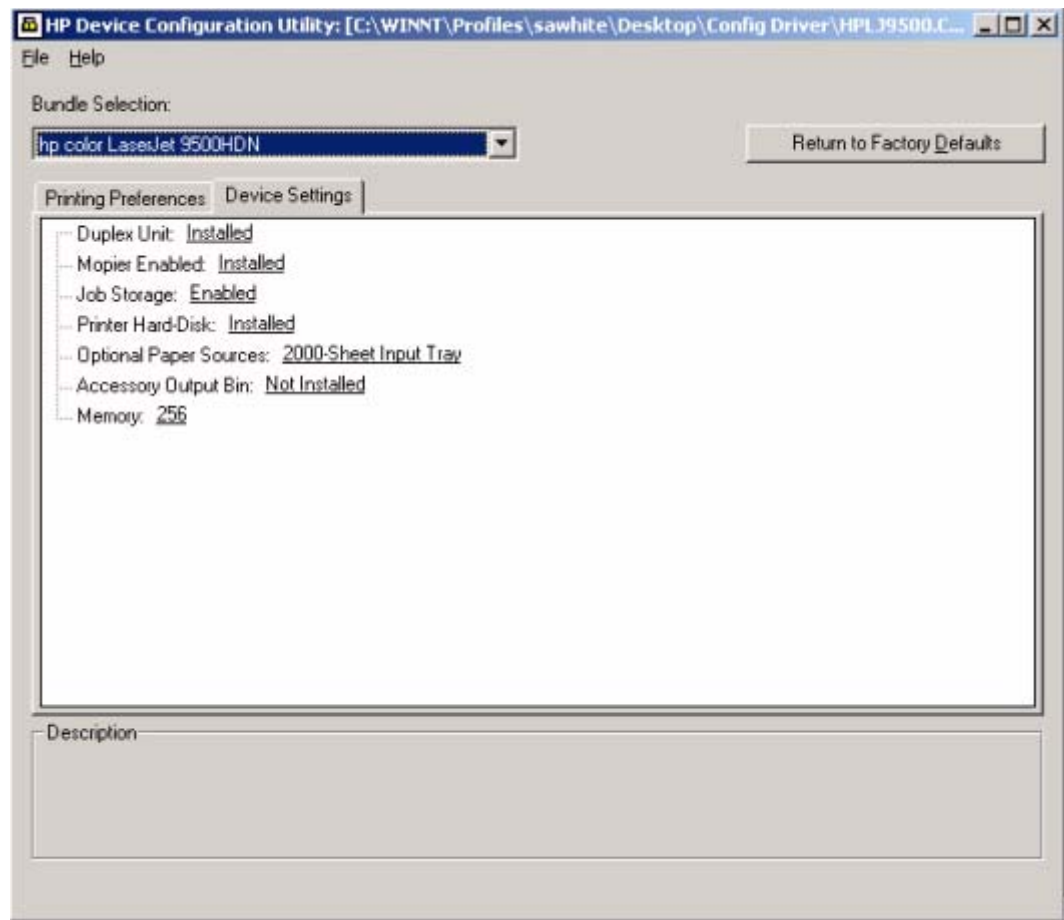 HP Device Configuration Utility: [C:\WINNT\Profiles\sawhite\Desktop\Config Driver\HPLJ9500.C...
File Help
Bundle Selection:
hp color LaserJet 9500HDN
Return to Factory Defaults
Printing Preferences Device Settings
Duplex Unit: Installed
Mopier Enabled: Installed
Job Storage: Enabled
Printer Hard-Disk: Installed
Optional Paper Sources: 2000-Sheet Input Tray
Accessory Output Bin: Not Installed
Memory: 256
Description